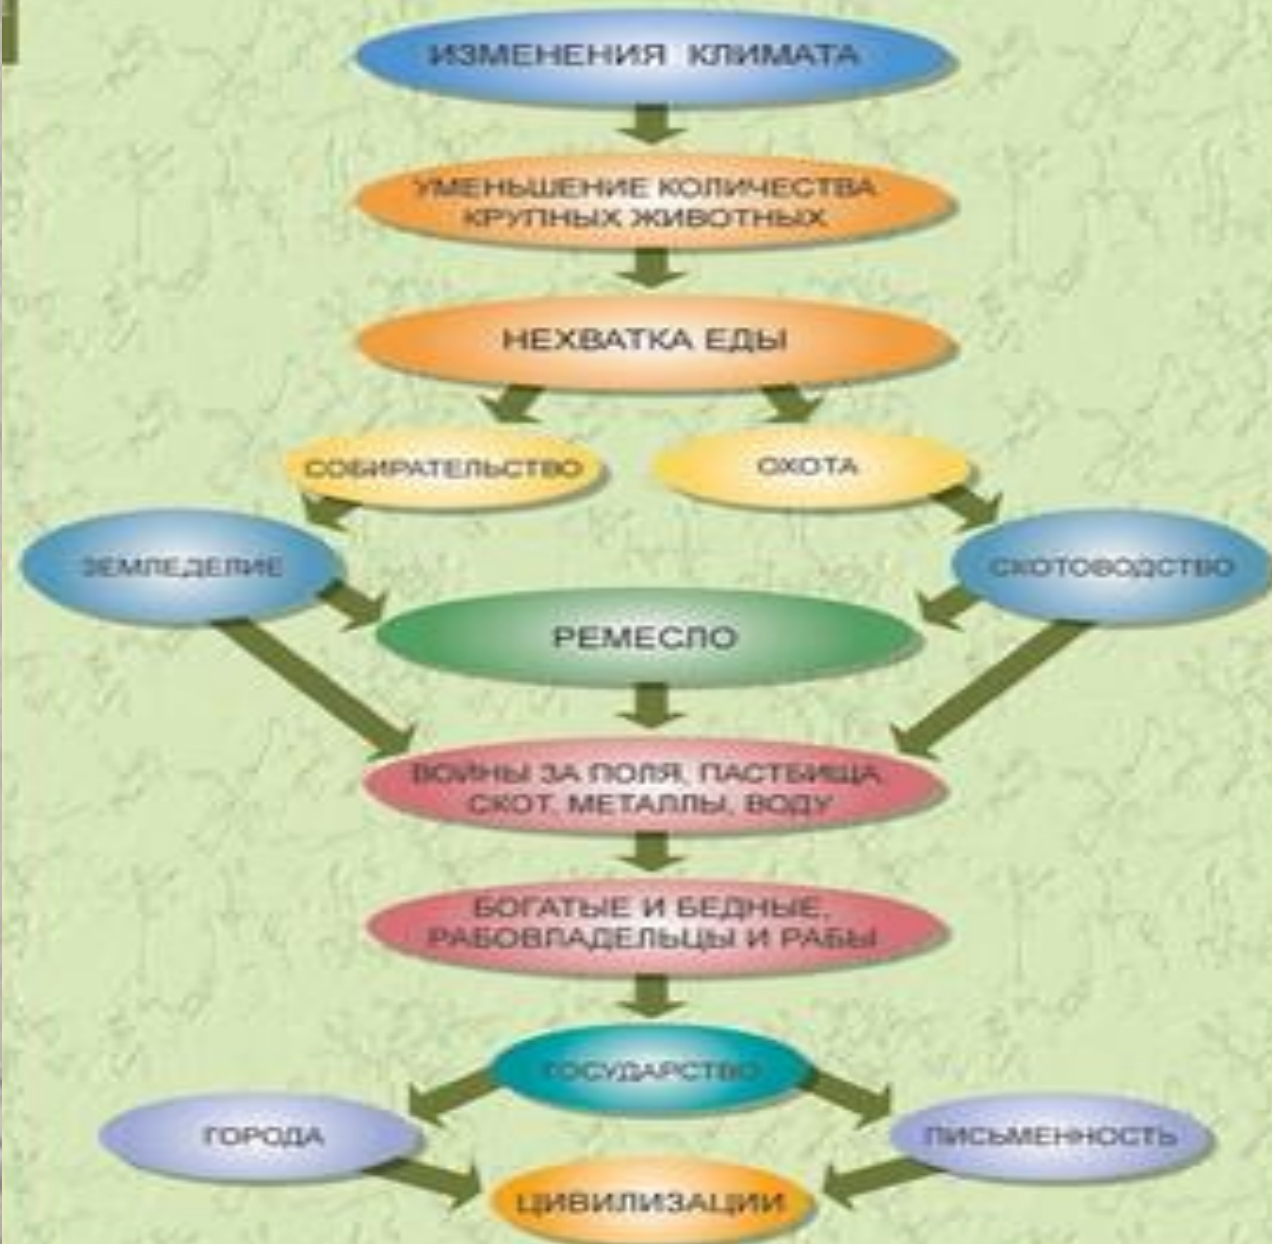 ИЗМЕНЕНИЯ КЛИМАТА
УМЕНЬШЕНИЕ КОЛИЧЕСТВА
КРУПНЫХ ЖИВОТНЫХ
НЕХВАТКА ЕДЫ
СОБИРАТЕЛЬСТВО
ОХОТА
ЗЕМЛЕДЕЛИЕ
СКОТОВОДСТВО
РЕМЕСЛО
ВОЙНЫ ЗА ПОЛЯ, ПАСТБИЩА
СКОТ, МЕТАЛЛЫ, ВОДУ
БОГАТЫЕ И БЕДНЫЕ,
РАБОВЛАДЕЛЬЦЫ И РАБЫ
ГОСУДАРСТВО
ГОРОДА
ПИСЬМЕННОСТЬ
ЦИВИЛИЗАЦИИ